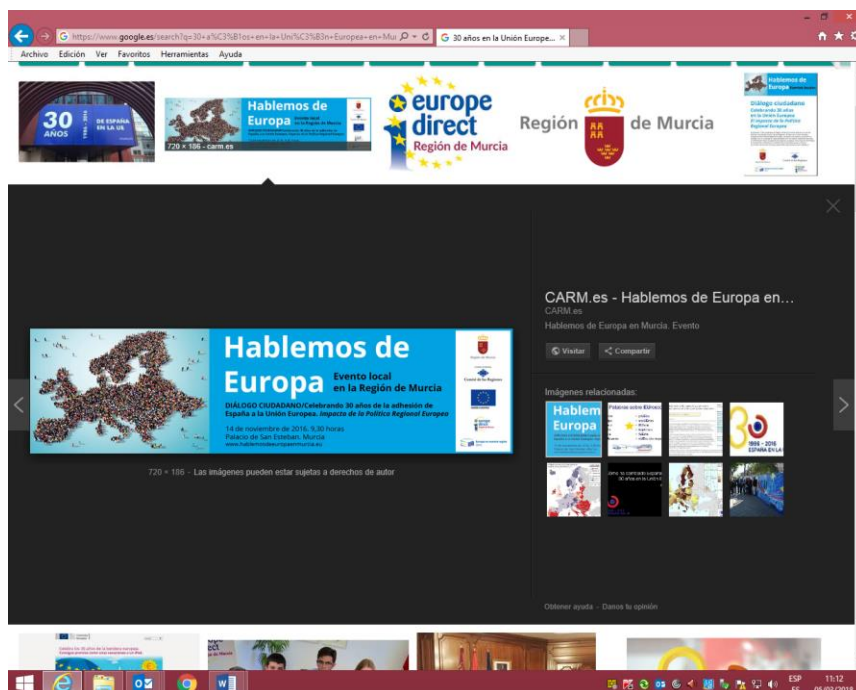 https://www.google.es/search?q=30+a%C3%B1os+en+la+Uni%C3%B3n+Europea+en+Mur
30 años en la Unión Europe...
Archivo Edición Ver Favoritos Herramientas Ayuda
30 AÑOS
DE ESPAÑA
EN LA UE
Hablemos de
Europa
720 × 186 - carm.es
europe
direct
Región de Murcia
Región de Murcia
Hablemos de
Europa
Diálogo ciudadano
CARM.es - Hablemos de Europa en...
CARM.es
Hablemos de Europa en Murcia. Evento
Visitar Compartir
Hablemos de
Europa Evento local
en la Región de Murcia
DIÁLOGO CIUDADANO/Celebrando 30 años de la adhesión de
España a la Unión Europea. Impacto de la Política Regional Europea
14 de noviembre de 2016, 9,30 horas
Palacio de San Esteban. Murcia
www.hablemosdeeuropaenmurcia.es
720 × 186 - Las imágenes pueden estar sujetas a derechos de autor
Imágenes relacionadas:
Hablem
Europa
1986 - 2016
ESPAÑA EN LA
Obtener ayuda - Danos tu opinión
ESP
ES
11:12